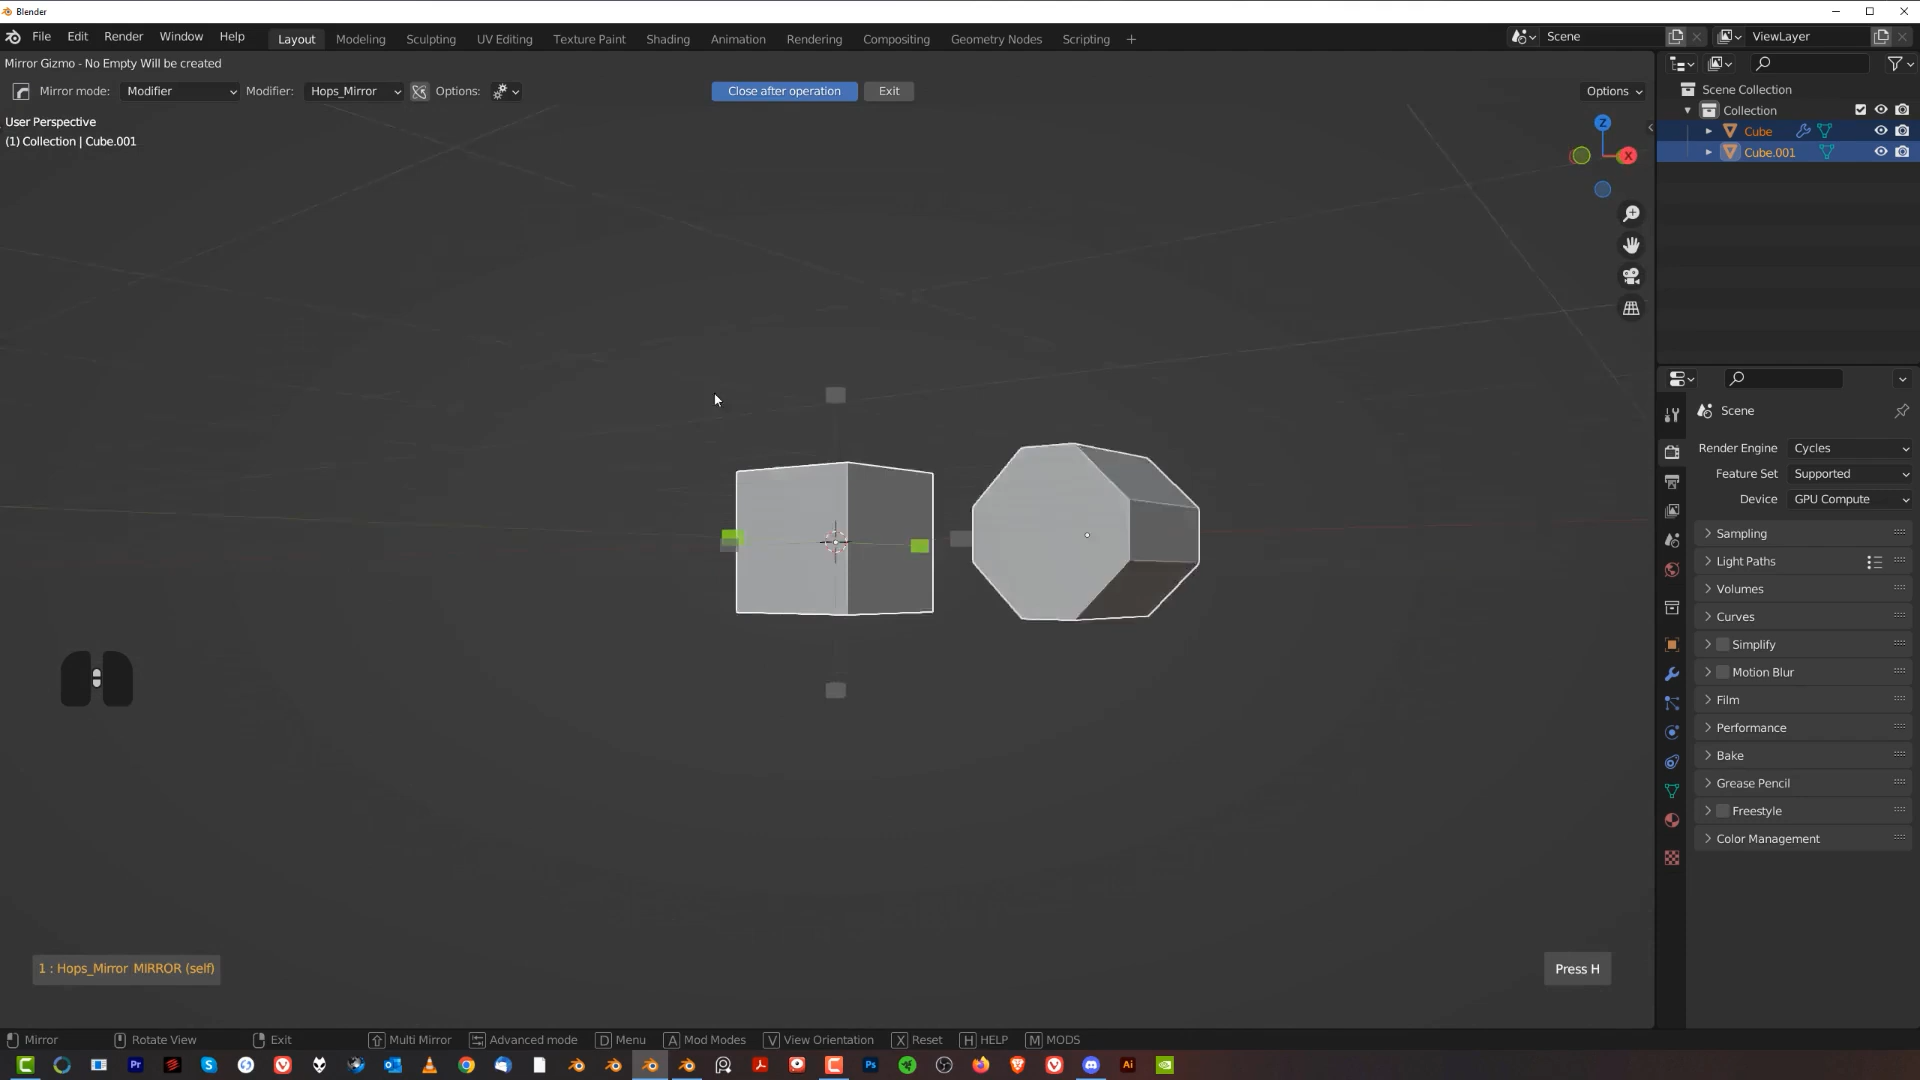 Blender
File Edit Render Window Help Layout Modeling Sculpting UV Editing Texture Paint Shading Animation Rendering Compositing Geometry Nodes Scripting + Scene ViewLayer
Mirror Gizmo - No Empty Will be created
Mirror mode: Modifier Modifier: Hops_Mirror Options: Close after operation Exit Options
User Perspective
(1) Collection | Cube.001
Z
X
Scene Collection
Collection
Cube
Cube.001
Scene
Render Engine Cycles
Feature Set Supported
Device GPU Compute
Sampling
Light Paths
Volumes
Curves
Simplify
Motion Blur
Film
Performance
Bake
Grease Pencil
Freestyle
Color Management
1 : Hops_Mirror MIRROR (self)
Press H
Mirror Rotate View Exit Multi Mirror Advanced mode D Menu A Mod Modes V View Orientation X Reset H HELP M MODS
C Pr S Ps Ai